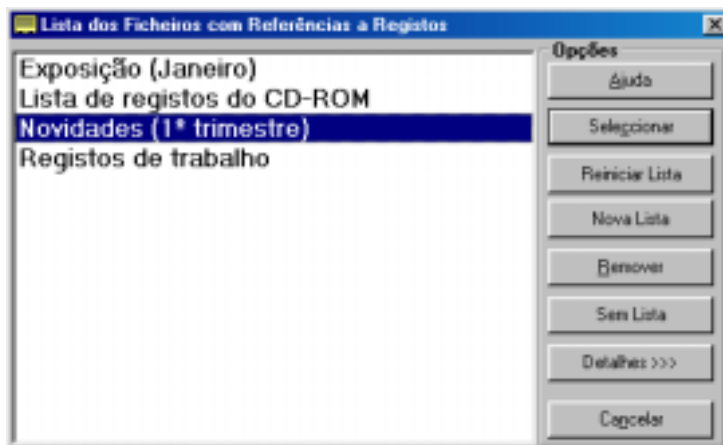 Lista dos Ficheiros com Referências a Registos
Exposição (Janeiro)
Lista de registos do CD-ROM
Novidades (1º trimestre)
Registos de trabalho
Opções
Ajuda
Seleccionar
Reiniciar Lista
Nova Lista
Remover
Sem Lista
Detalhes >>>
Cancelar